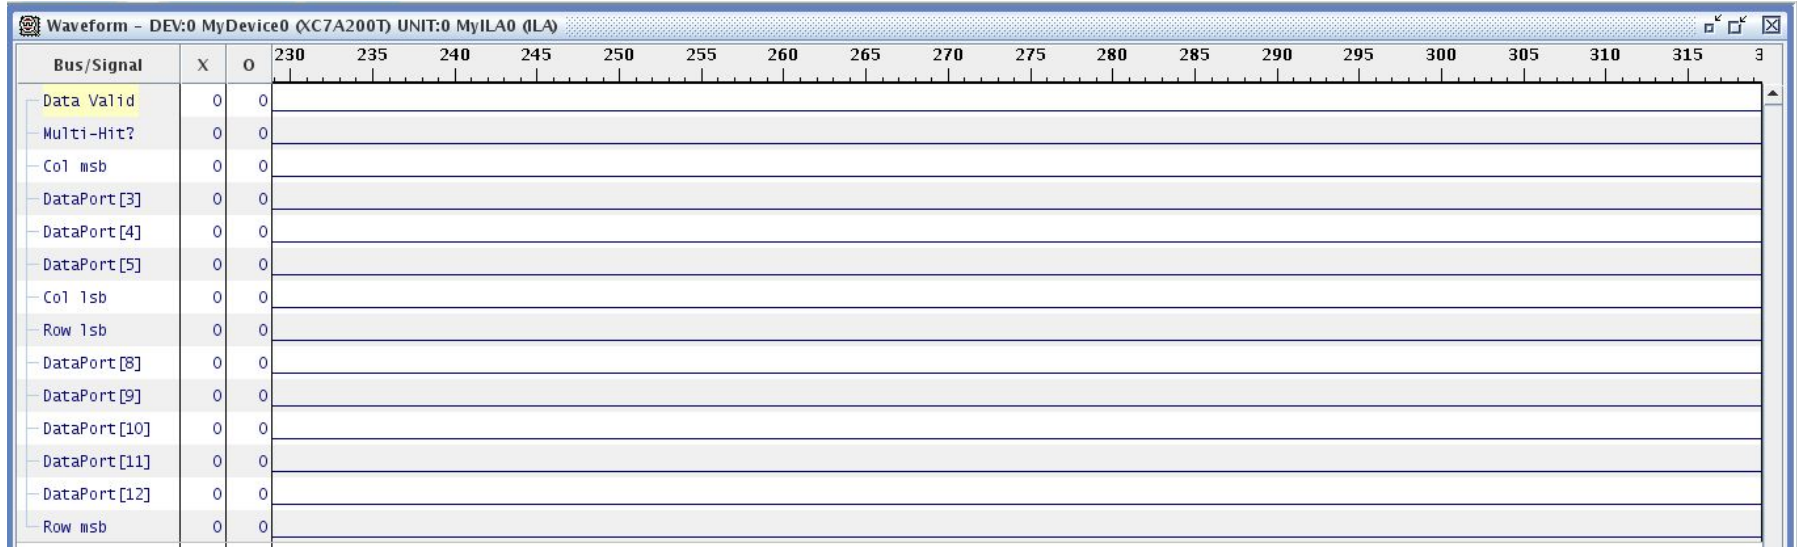 Waveform - DEV:0 MyDevice0 (XC7A200T) UNIT:0 MyILA0 (ILA)
Bus/Signal X O 230 235 240 245 250 255 260 265 270 275 280 285 290 295 300 305 310 315 3
Data Valid 0 0
Multi-Hit? 0 0
Col msb 0 0
DataPort[3] 0 0
DataPort[4] 0 0
DataPort[5] 0 0
Col lsb 0 0
Row lsb 0 0
DataPort[8] 0 0
DataPort[9] 0 0
DataPort[10] 0 0
DataPort[11] 0 0
DataPort[12] 0 0
Row msb 0 0